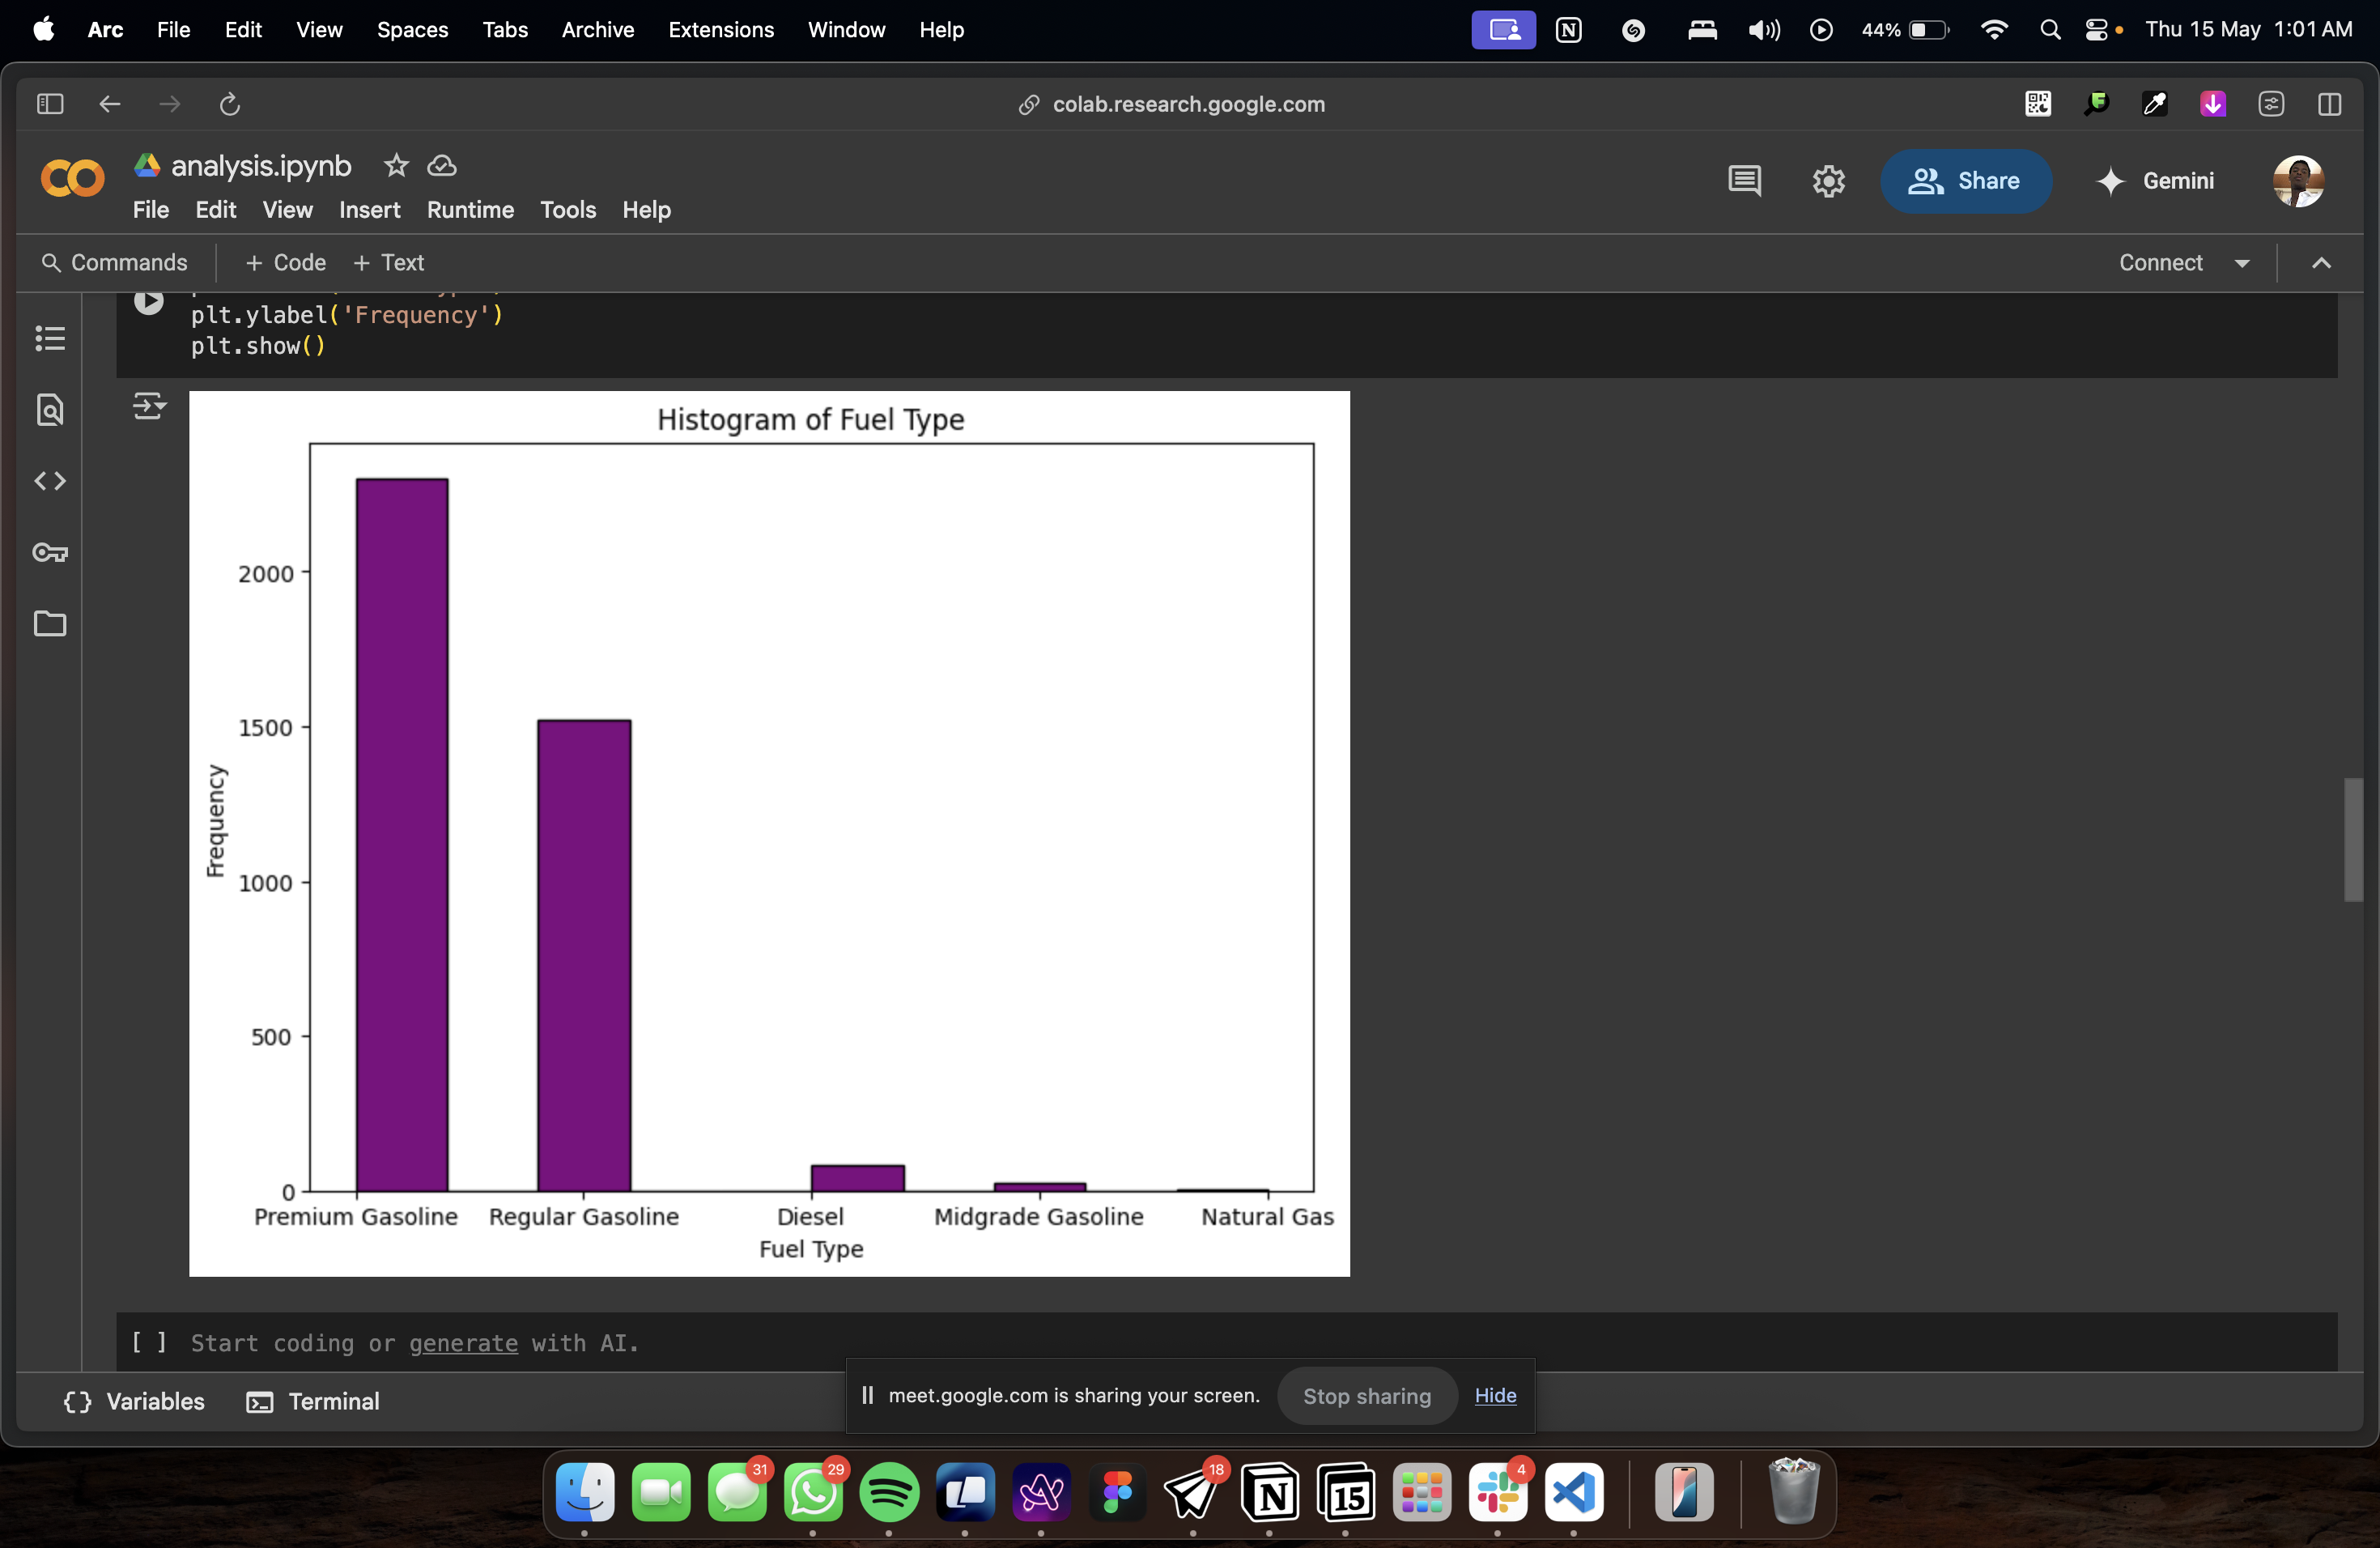 Arc File Edit View Spaces Tabs Archive Extensions Window Help 44% Thu 15 May 1:01 AM
colab.research.google.com
analysis.ipynb
Share Gemini
File Edit View Insert Runtime Tools Help
Commands + Code + Text Connect
plt.ylabel('Frequency')
plt.show()
Histogram of Fuel Type
2000
1500
1000
500
0
Frequency
Premium Gasoline Regular Gasoline Diesel Midgrade Gasoline Natural Gas
Fuel Type
[ ] Start coding or generate with AI.
{} Variables Terminal
meet.google.com is sharing your screen. Stop sharing Hide
31 29 18 15 4